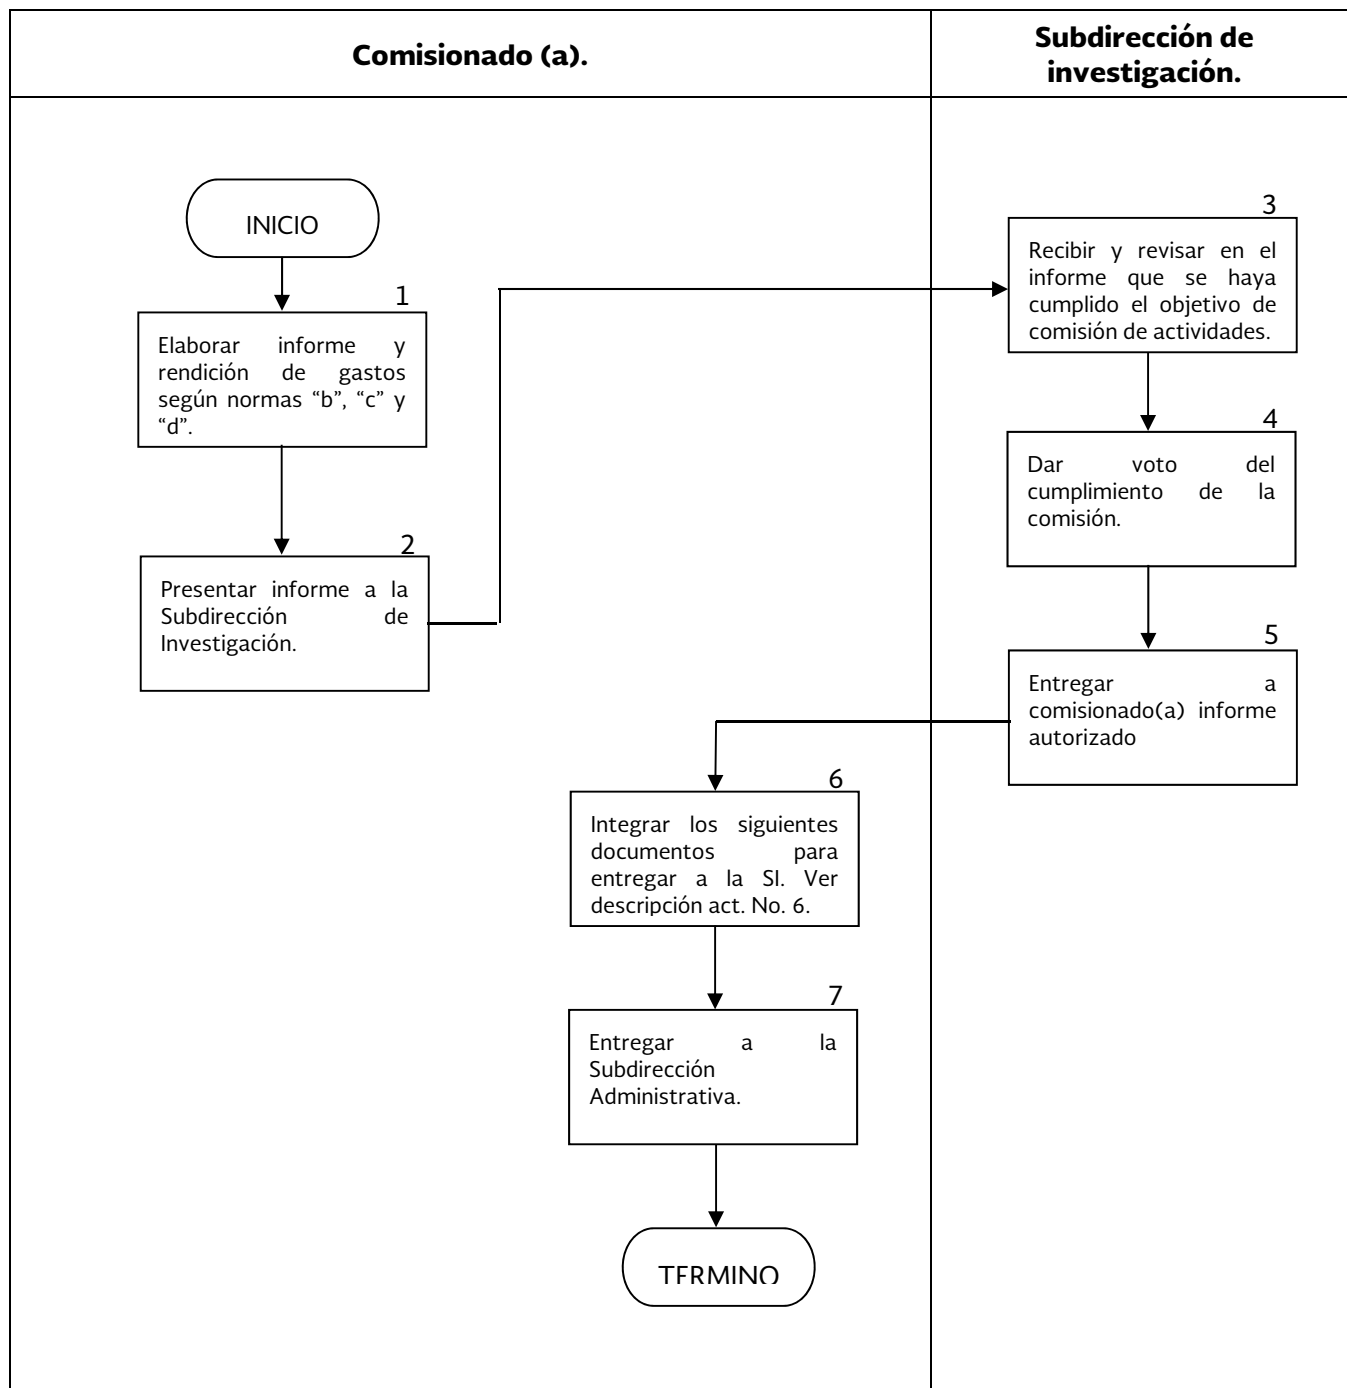 Comisionado (a).
Subdirección de
investigación.
INICIO
1
Elaborar informe y
rendición de gastos
según normas “b”, “c” y
“d”.
2
Presentar informe a la
Subdirección de
Investigación.
3
Recibir y revisar en el
informe que se haya
cumplido el objetivo de
comisión de actividades.
4
Dar voto del
cumplimiento de la
comisión.
5
Entregar a
comisionado(a) informe
autorizado
6
Integrar los siguientes
documentos para
entregar a la SI. Ver
descripción act. No. 6.
7
Entregar a la
Subdirección
Administrativa.
TERMINO